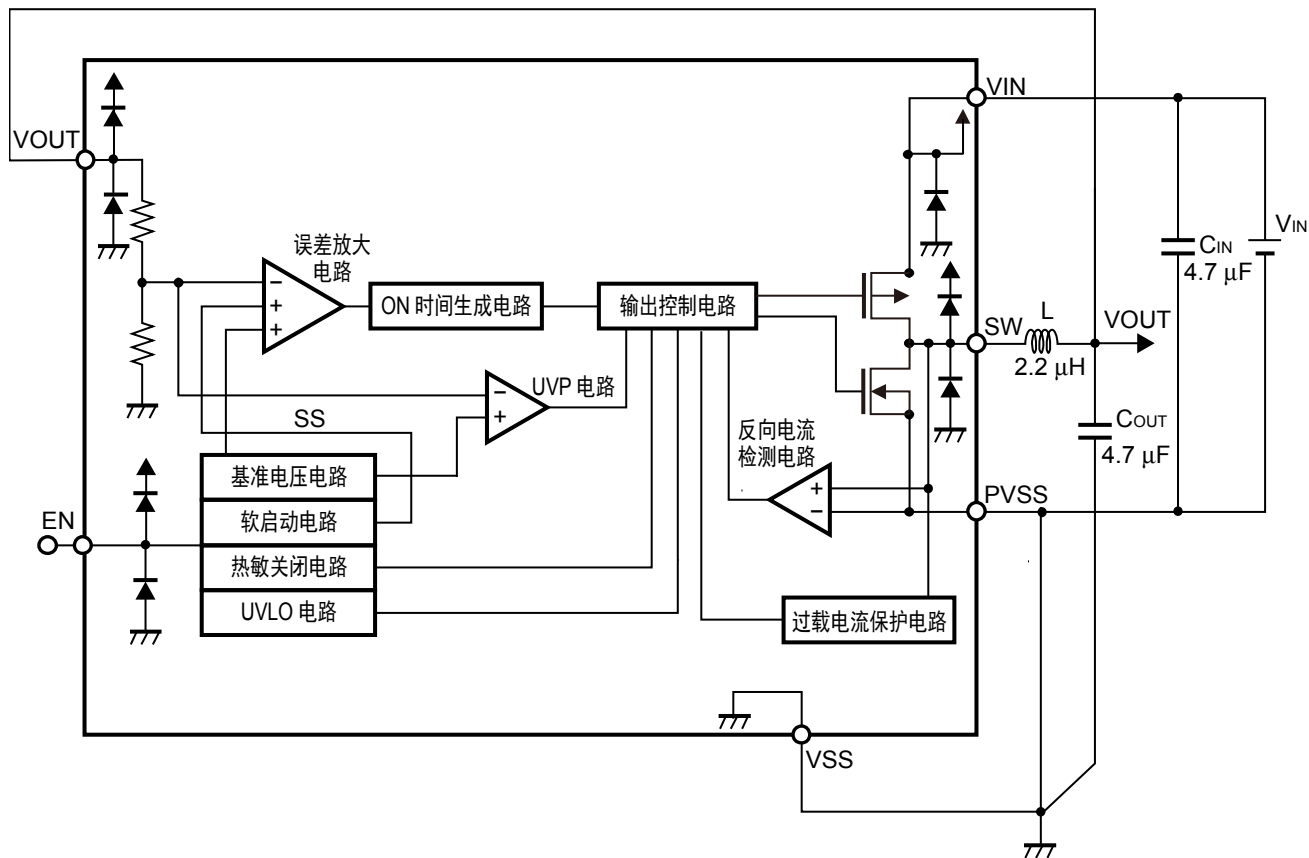 VIN
VOUT
VIN
CIN
4.7 μF
误差放大
电路
ON 时间生成电路
输出控制电路
SW
L
VOUT
2.2 μH
UVP 电路
SS
反向电流
检测电路
COUT
4.7 μF
基准电压电路
PVSS
EN
软启动电路
热敏关闭电路
UVLO 电路
过载电流保护电路
VSS